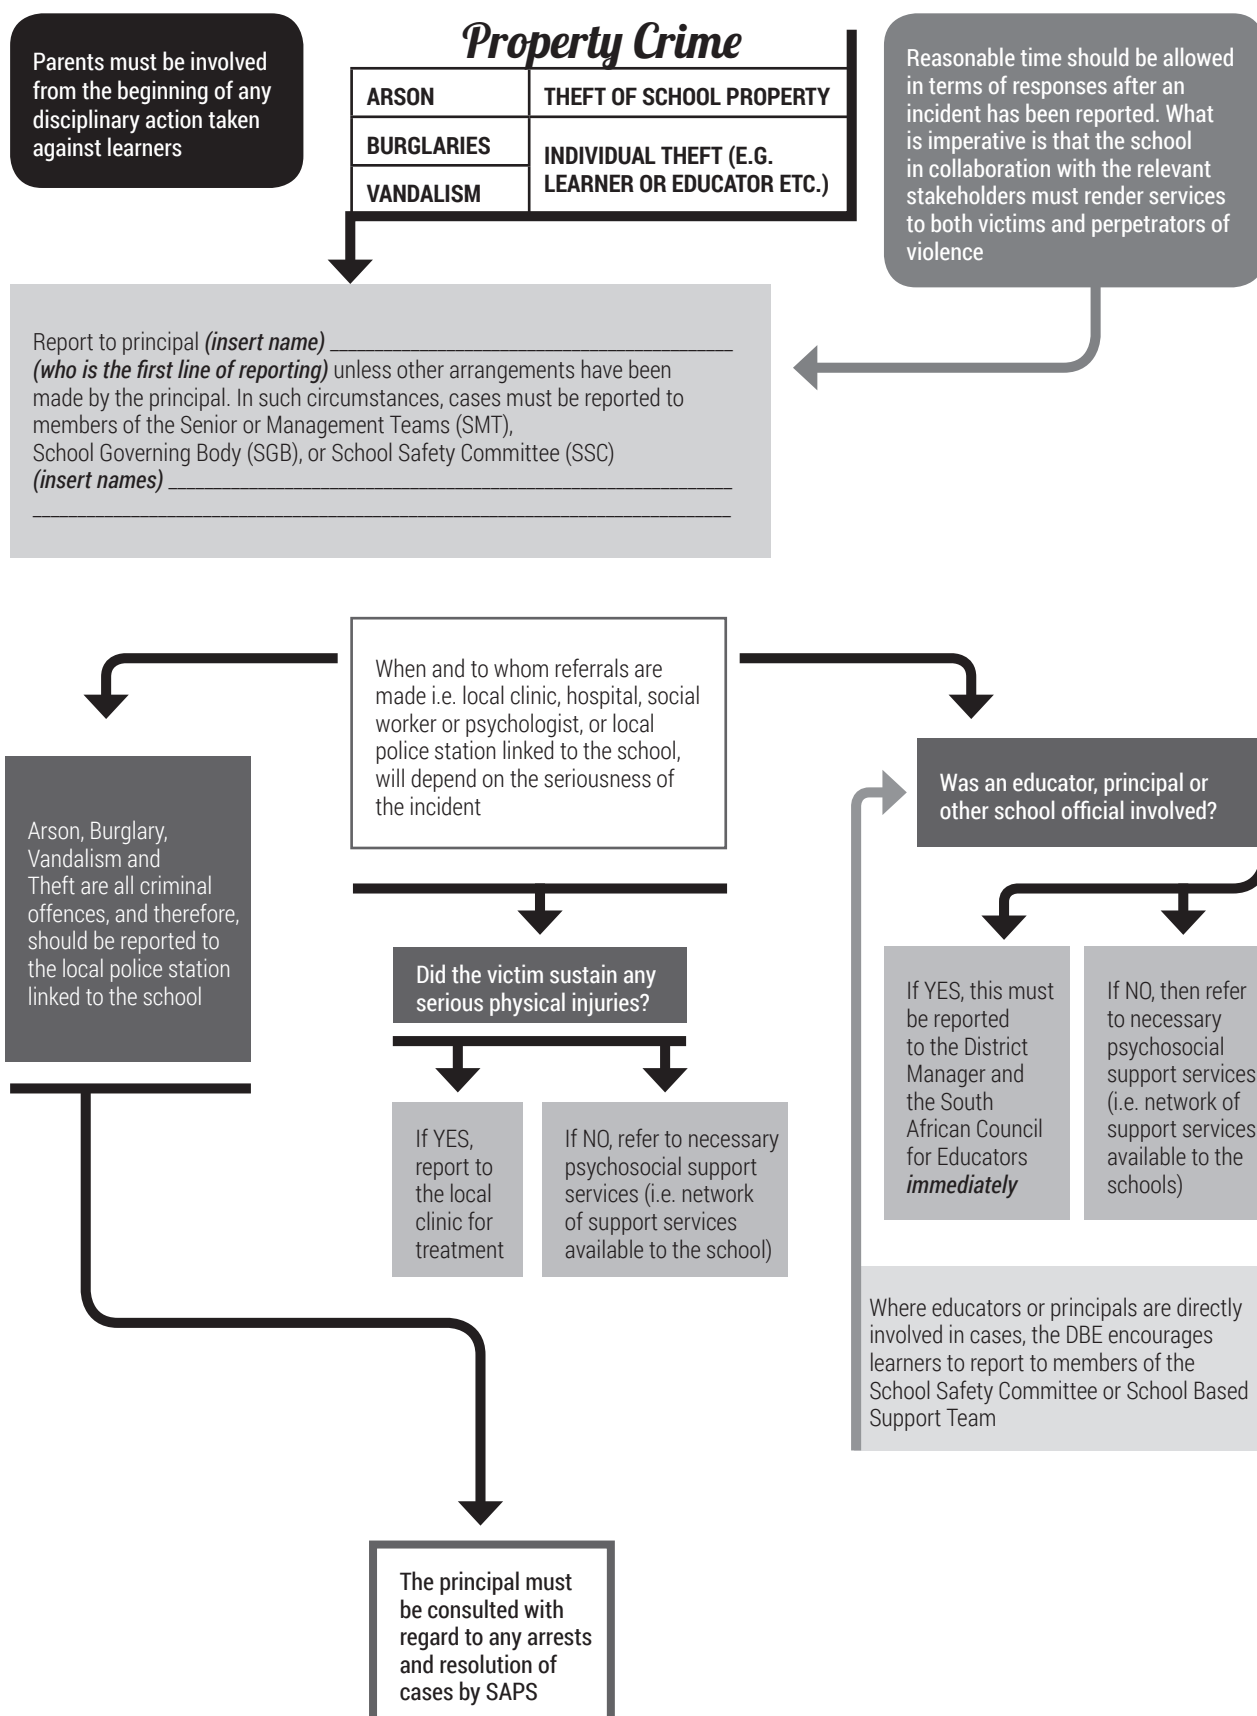 Property Crime
Parents must be involved
from the beginning of any
disciplinary action taken
against learners
ARSON
THEFT OF SCHOOL PROPERTY
BURGLARIES
VANDALISM
INDIVIDUAL THEFT (E.G.
LEARNER OR EDUCATOR ETC.)
Reasonable time should be allowed
in terms of responses after an
incident has been reported. What
is imperative is that the school
in collaboration with the relevant
stakeholders must render services
to both victims and perpetrators of
violence
Report to principal (insert name) ______________________________________________
(who is the first line of reporting) unless other arrangements have been
made by the principal. In such circumstances, cases must be reported to
members of the Senior or Management Teams (SMT),
School Governing Body (SGB), or School Safety Committee (SSC)
(insert names) ________________________________________________________________
________________________________________________________________________________
When and to whom referrals are
made i.e. local clinic, hospital, social
worker or psychologist, or local
police station linked to the school,
will depend on the seriousness of
the incident
Arson, Burglary,
Vandalism and
Theft are all criminal
offences, and therefore,
should be reported to
the local police station
linked to the school
Did the victim sustain any
serious physical injuries?
If YES,
report to
the local
clinic for
treatment
If NO, refer to necessary
psychosocial support
services (i.e. network
of support services
available to the school)
Was an educator, principal or
other school official involved?
If YES, this must
be reported
to the District
Manager and
the South
African Council
for Educators
immediately
If NO, then refer
to necessary
psychosocial
support services
(i.e. network of
support services
available to the
schools)
Where educators or principals are directly
involved in cases, the DBE encourages
learners to report to members of the
School Safety Committee or School Based
Support Team
The principal must
be consulted with
regard to any arrests
and resolution of
cases by SAPS